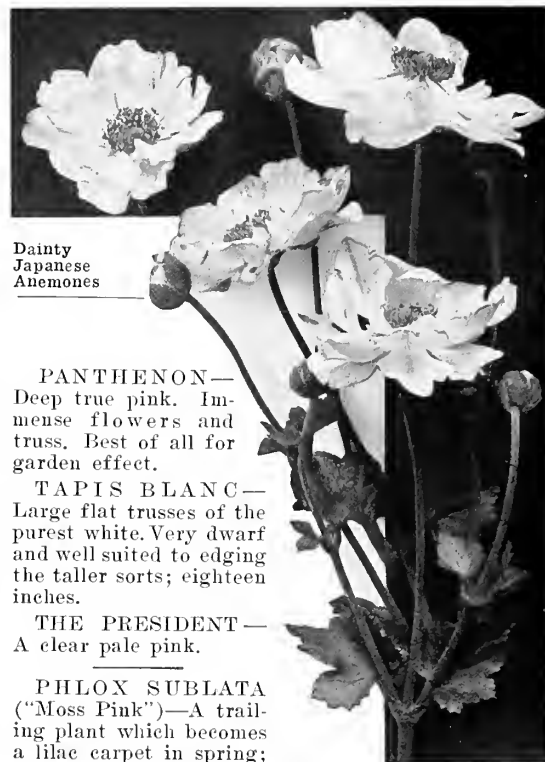 Dainty
Japanese
Anemones
PANTHENON—
Deep true pink. Im-
mense flowers and
truss. Best of all for
garden effect.
TAPIS BLANC—
Large flat trusses of the
purest white. Very dwarf
and well suited to edging
the taller sorts; eighteen
inches.
THE PRESIDENT—
A clear pale pink.
PHLOX SUBLATA
("Moss Pink")—A trail-
ing plant which becomes
a lilac carpet in spring;